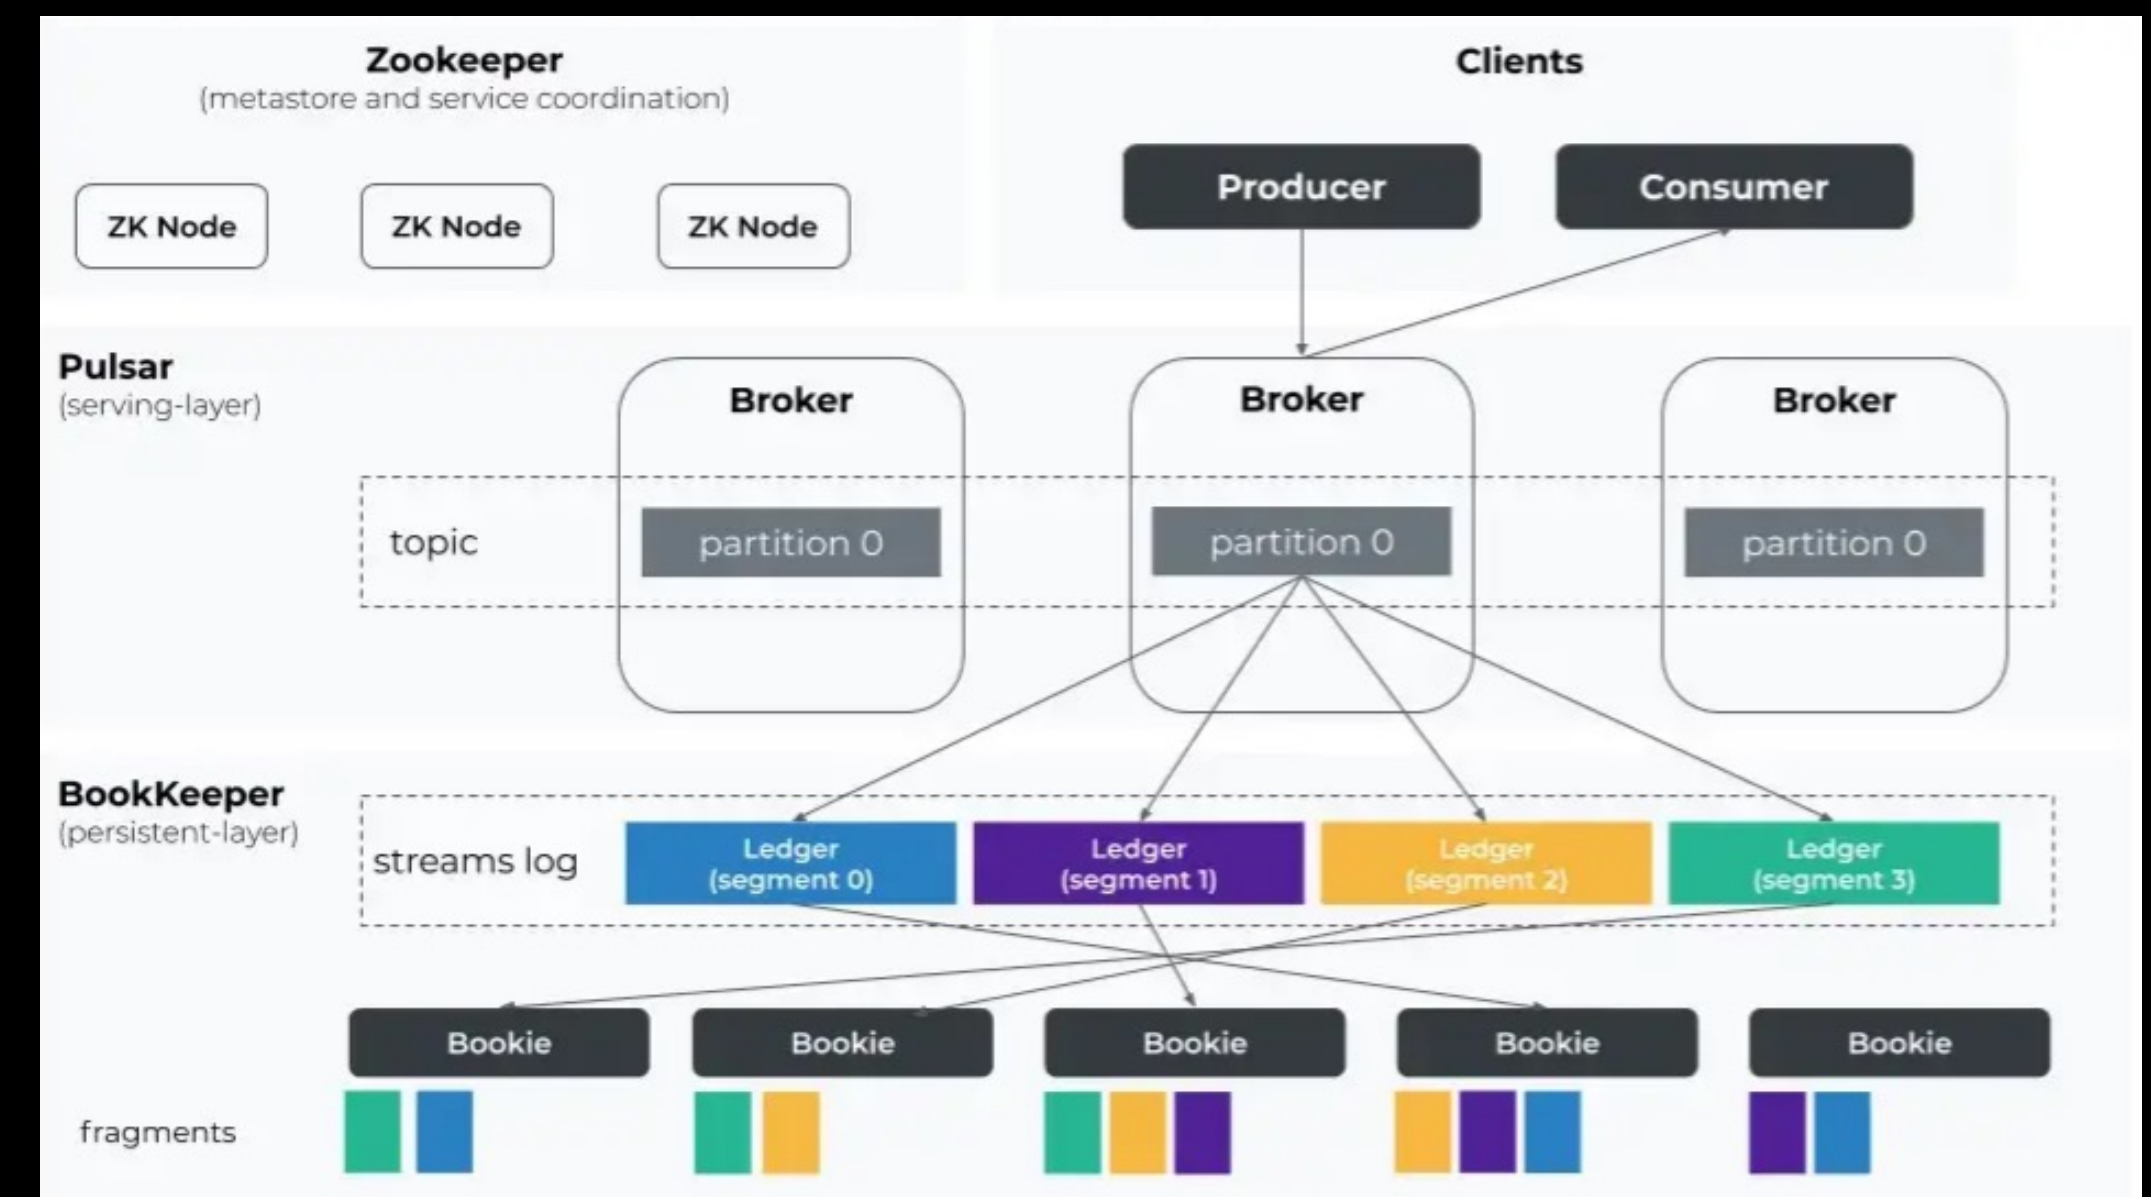 Zookeeper
(metastore and service coordination)
ZK Node
ZK Node
ZK Node
Clients
Producer
Consumer
Pulsar
(serving-layer)
Broker
Broker
Broker
topic
partition 0
partition 0
partition 0
BookKeeper
(persistent-layer)
streams log
Ledger
(segment 0)
Ledger
(segment 1)
Ledger
(segment 2)
Ledger
(segment 3)
Bookie
Bookie
Bookie
Bookie
Bookie
fragments